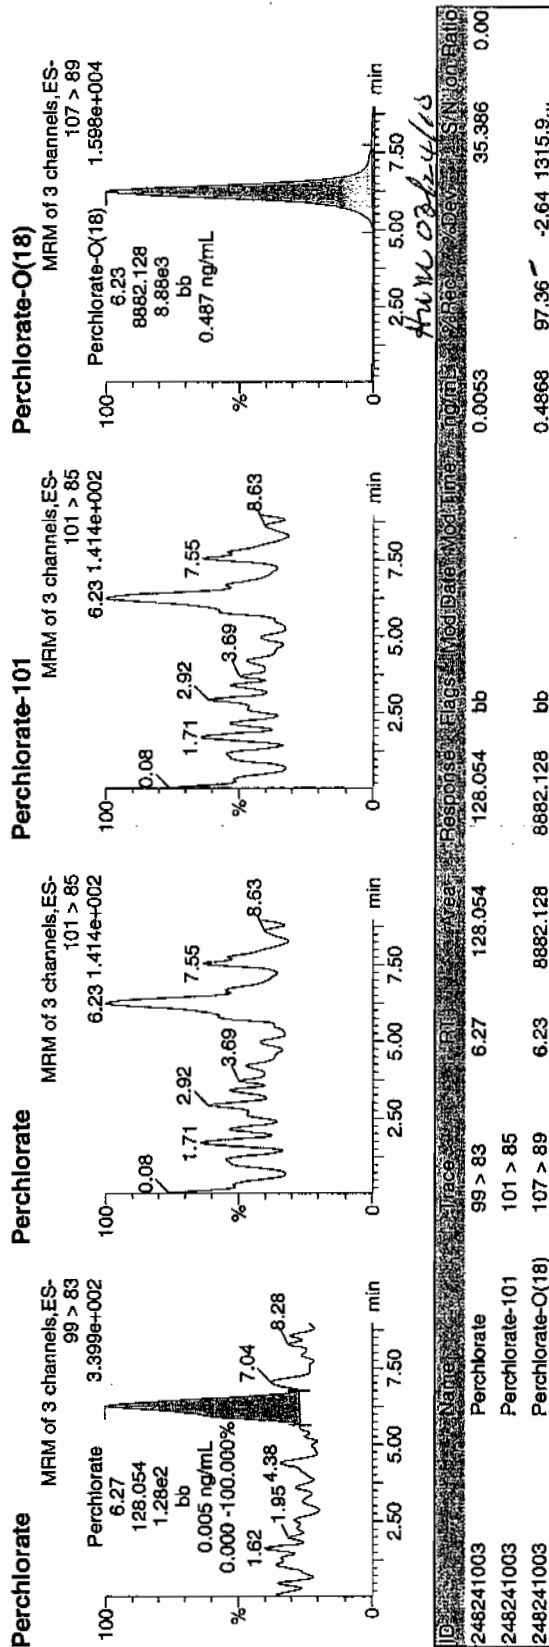 Perchlorate
MRM of 3 channels,ES-
99 > 83
3.399e+002
100
%
0
Perchlorate
6.27
128.054
1.28e2
bb
0.005 ng/mL
0.000 -100.000%
1.62
1.95
4.38
7.04
8.28
2.50
5.00
7.50
min
Perchlorate
MRM of 3 channels,ES-
101 > 85
6.23 1.414e+002
100
%
0
0.08
1.71
2.92
3.69
7.55
8.63
2.50
5.00
7.50
min
Perchlorate-101
MRM of 3 channels,ES-
101 > 85
6.23 1.414e+002
100
%
0
0.08
1.71
2.92
3.69
7.55
8.63
2.50
5.00
7.50
min
Perchlorate-O(18)
MRM of 3 channels,ES-
107 > 89
1.598e+004
100
%
0
Perchlorate-O(18)
6.23
8882.128
8.88e3
bb
0.487 ng/mL
2.50
5.00
7.50
min
ID Name Trace RT Area Response Flags Mod Date Mod Time ng/mL % Rec % Dev S/N Ion Ratio
248241003 Perchlorate 99 > 83 6.27 128.054 128.054 bb 0.0053 35.386 0.00
248241003 Perchlorate-101 101 > 85
248241003 Perchlorate-O(18) 107 > 89 6.23 8882.128 8882.128 bb 0.4868 97.36 -2.64 1315.9...